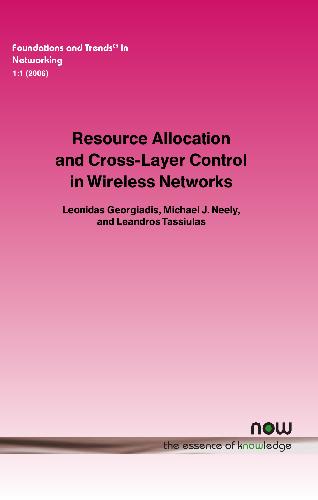 Foundations and Trends® in
Networking
1:1 (2006)
Resource Allocation
and Cross-Layer Control
in Wireless Networks
Leonidas Georgiadis, Michael J. Neely,
and Leandros Tassiulas
now
the essence of knowledge